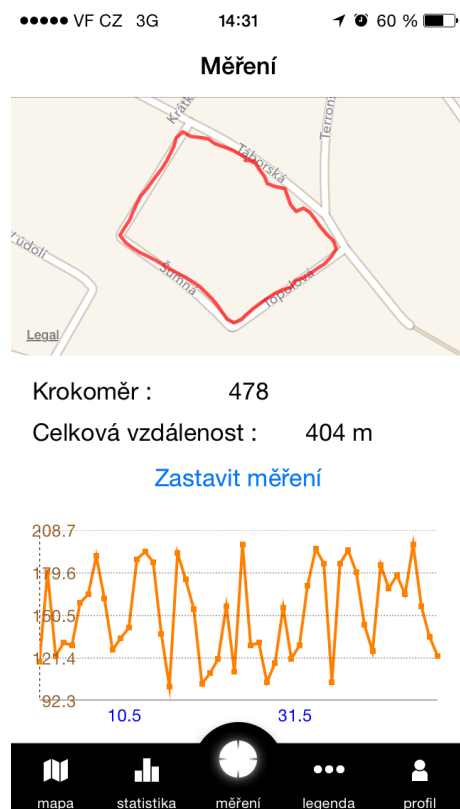 VF CZ 3G 14:31 60 %
Měření
Krátk
Terron
Táborská
údolí
Šumná
Topolová
Legal
Krokoměr : 478
Celková vzdálenost : 404 m
Zastavit měření
208.7
179.6
150.5
121.4
92.3
10.5 31.5
mapa statistika měření legenda profil